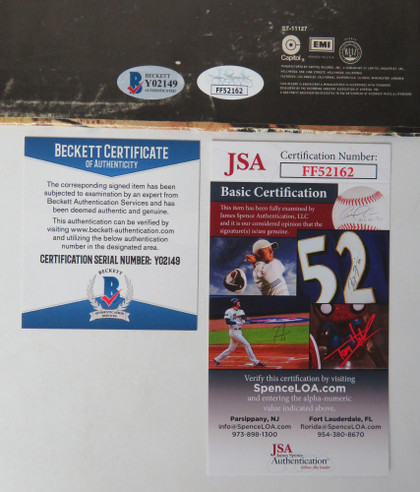 ST-11127
Capitol
EMI
BECKETT
Y02149
AUTHENTICATED
FF52162
BECKETT CERTIFICATE
OF AUTHENTICITY
The corresponding signed item has been
subjected to examination by an expert from
Beckett Authentication Services and has
been deemed authentic and genuine.
This authentication can be verified by
visiting www.beckett-authentication.com
and utilizing the below authentication
number in the designated area.
CERTIFICATION SERIAL NUMBER: Y02149
BECKETT
B
JSA
Certification Number:
FF52162
Basic Certification
This item has been fully examined by
James Spence Authentication, LLC
and it is our considered opinion that the
signature(s) is/are genuine.
52
Verify this certification by visiting
SpenceLOA.com
and entering the alpha-numeric
value indicated above.
Parsippany, NJ
info@SpenceLOA.com
973-898-1300
Fort Lauderdale, FL
florida@SpenceLOA.com
954-380-8670
JSA
James Spence
Authentication